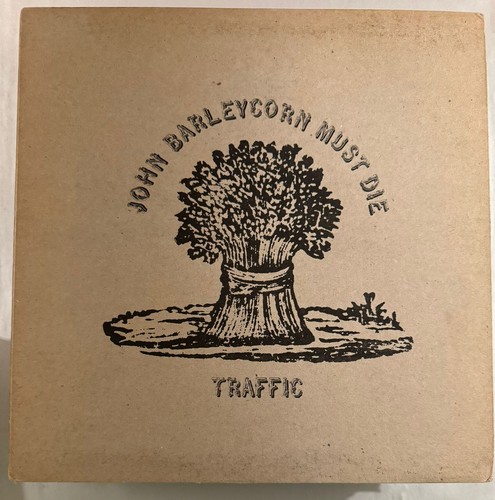 JOHN BARLEYCORN MUST DIE
TRAFFIC